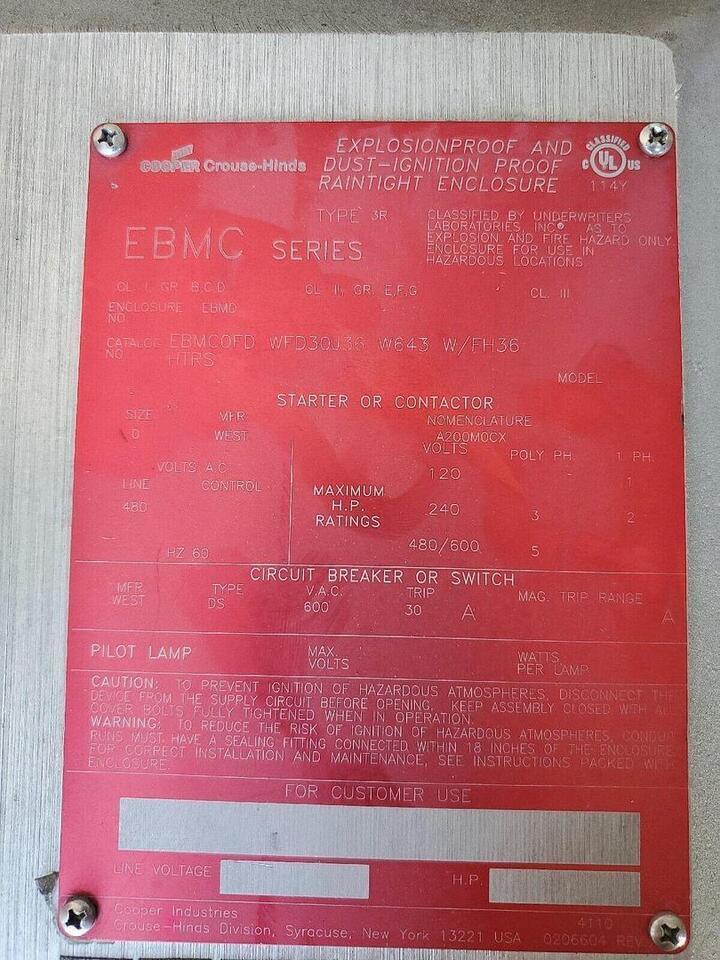 COOPER Crouse-Hinds
EXPLOSIONPROOF AND
DUST-IGNITION PROOF
RAINTIGHT ENCLOSURE
CLASSIFIED
C UL US
114Y
EBMC SERIES
TYPE 3R
CLASSIFIED BY UNDERWRITERS
LABORATORIES, INC® AS TO
EXPLOSION AND FIRE HAZARD ONLY.
ENCLOSURE FOR USE IN
HAZARDOUS LOCATIONS
CL. I, GR. B,C,D CL. II, GR. E,F,G CL. III
ENCLOSURE EBMD
NO.
CATALOG EBMCOFD WFD30J36 W643 W/FH36
NO. HTRS
MODEL
STARTER OR CONTACTOR
SIZE MFR. NOMENCLATURE
0 WEST A200M0CX
VOLTS POLY PH. 1 PH.
VOLTS A.C.
LINE CONTROL
480
HZ 60
MAXIMUM
H.P.
RATINGS
120 1
240 3 2
480/600 5
CIRCUIT BREAKER OR SWITCH
MFR. TYPE V.A.C. TRIP MAG. TRIP RANGE
WEST DS 600 30 A A
PILOT LAMP MAX. VOLTS WATTS PER LAMP
CAUTION: TO PREVENT IGNITION OF HAZARDOUS ATMOSPHERES, DISCONNECT THE
DEVICE FROM THE SUPPLY CIRCUIT BEFORE OPENING. KEEP ASSEMBLY CLOSED WITH ALL
COVER BOLTS FULLY TIGHTENED WHEN IN OPERATION.
WARNING: TO REDUCE THE RISK OF IGNITION OF HAZARDOUS ATMOSPHERES, CONDUIT
RUNS MUST HAVE A SEALING FITTING CONNECTED WITHIN 18 INCHES OF THE ENCLOSURE.
FOR CORRECT INSTALLATION AND MAINTENANCE, SEE INSTRUCTIONS PACKED WITH
ENCLOSURE.
FOR CUSTOMER USE
LINE VOLTAGE H.P.
Cooper Industries 4110
Crouse-Hinds Division, Syracuse, New York 13221 USA 0206604 REV.